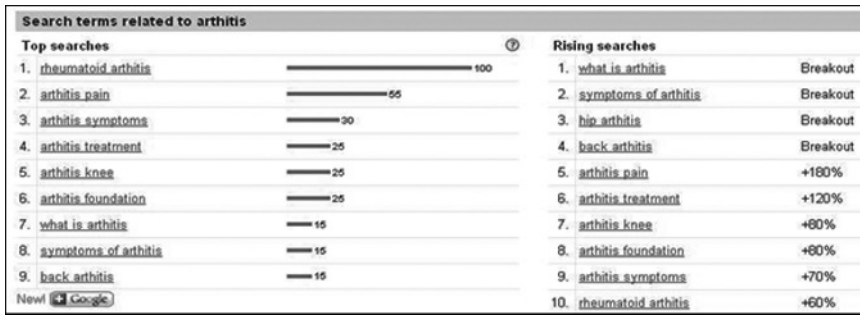 Search terms related to arthitis
Top searches
1. rheumatoid arthitis 100
2. arthitis pain 55
3. arthitis symptoms 30
4. arthitis treatment 25
5. arthitis knee 25
6. arthitis foundation 25
7. what is arthitis 15
8. symptoms of arthitis 15
9. back arthitis 15
New! Google
Rising searches
1. what is arthitis Breakout
2. symptoms of arthitis Breakout
3. hip arthitis Breakout
4. back arthitis Breakout
5. arthitis pain +180%
6. arthitis treatment +120%
7. arthitis knee +80%
8. arthitis foundation +80%
9. arthitis symptoms +70%
10. rheumatoid arthitis +60%